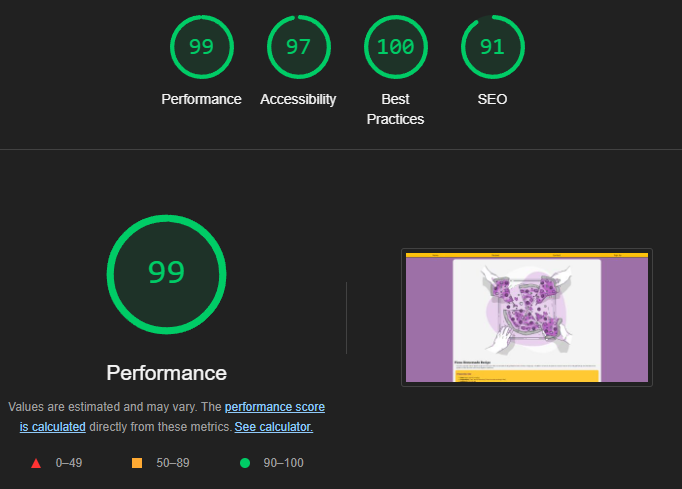 99 97 100 91
Performance Accessibility Best Practices SEO
99
Performance
Values are estimated and may vary. The performance score
is calculated directly from these metrics. See calculator.
0–49 50–89 90–100